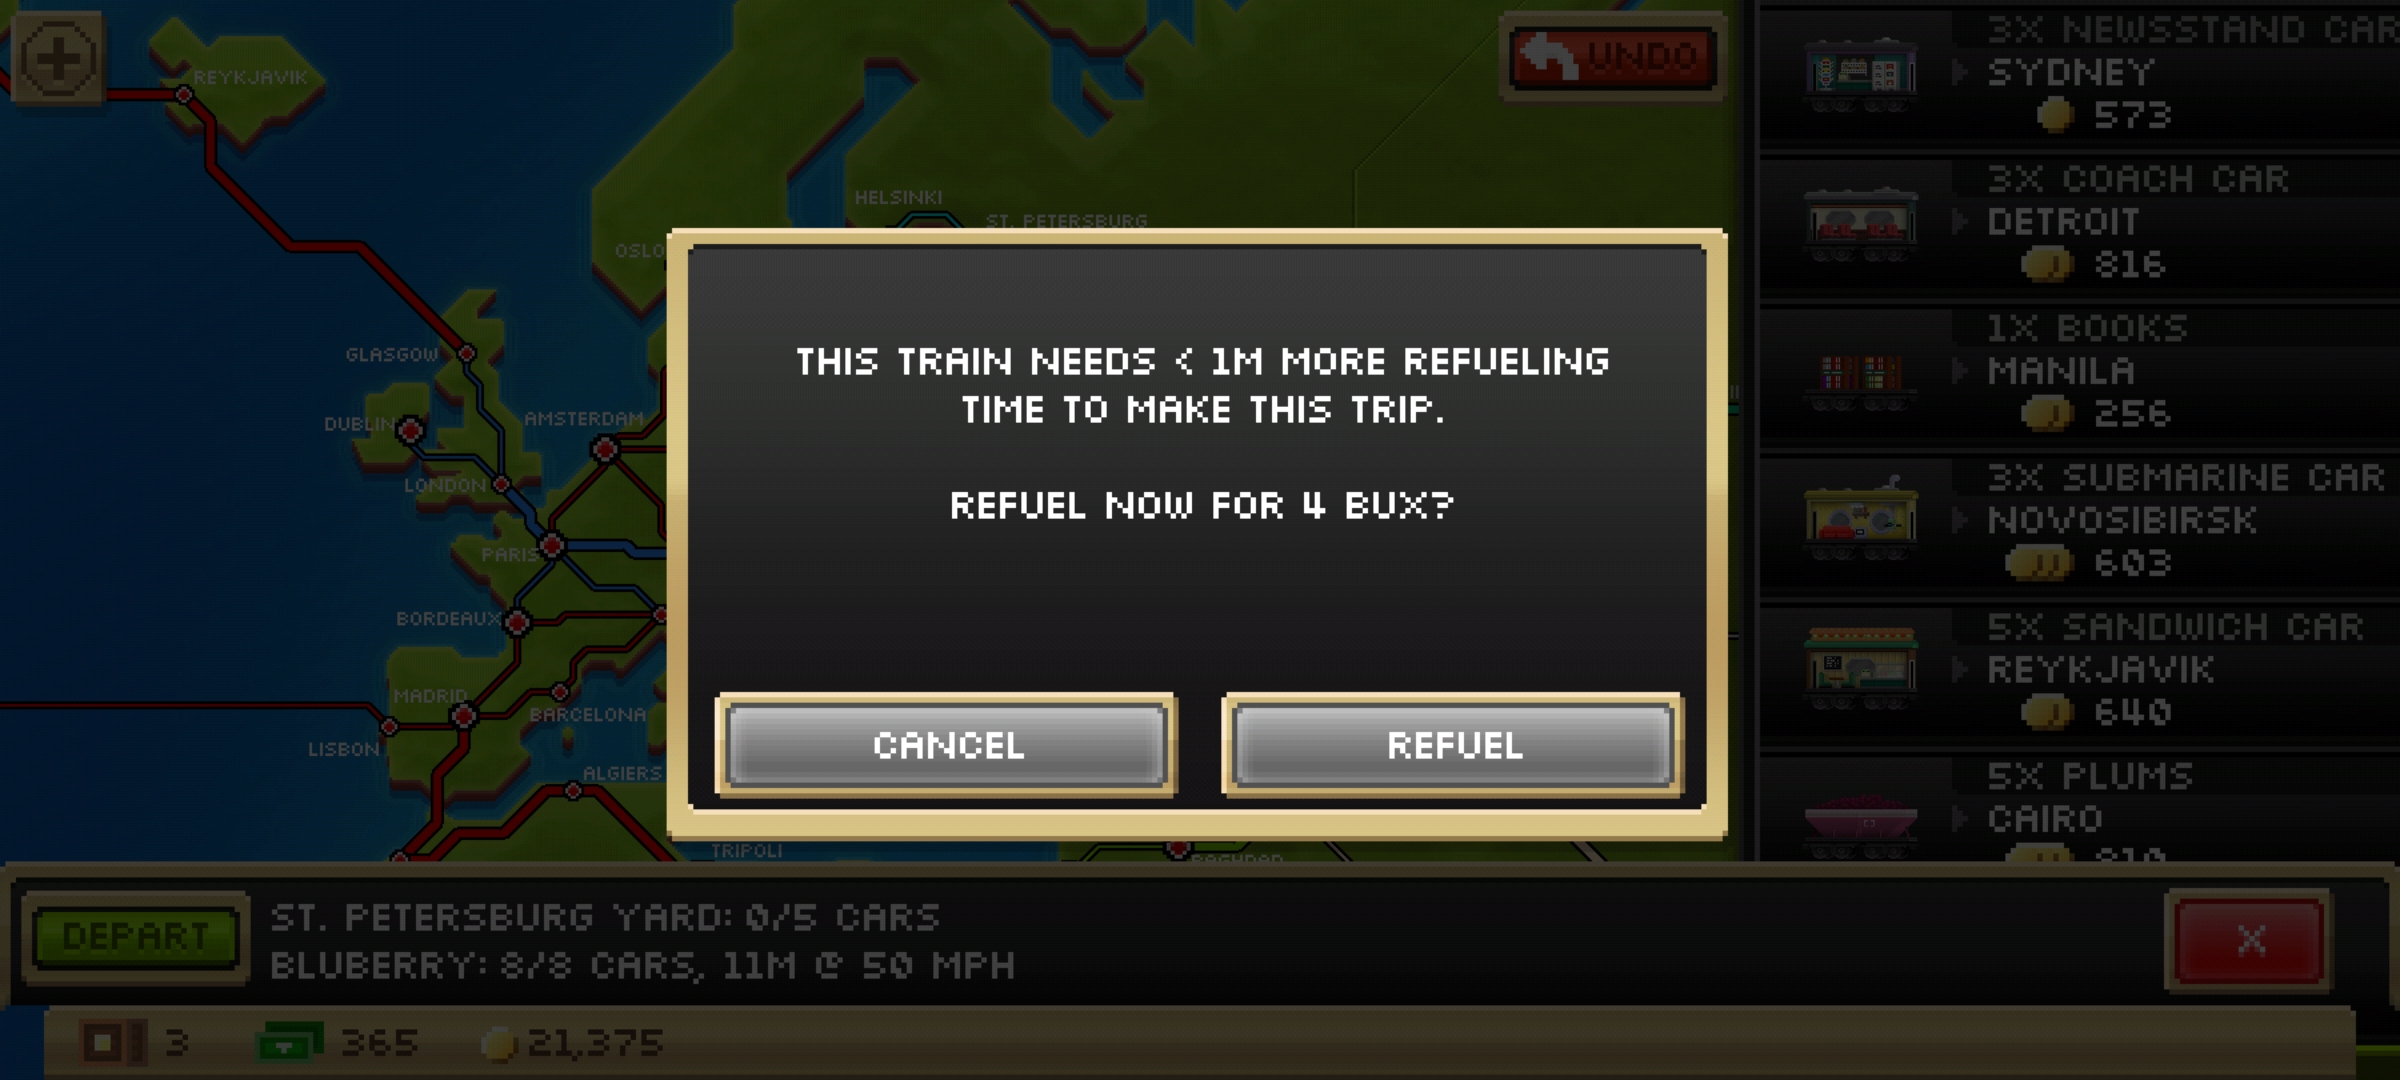 REYKJAVIK
UNDO
HELSINKI
ST. PETERSBURG
OSLO
GLASGOW
DUBLIN
AMSTERDAM
LONDON
PARIS
BORDEAUX
MADRID
BARCELONA
LISBON
ALGIERS
TRIPOLI
BAGHDAD
THIS TRAIN NEEDS < 1M MORE REFUELING
TIME TO MAKE THIS TRIP.
REFUEL NOW FOR 4 BUX?
CANCEL
REFUEL
3X NEWSSTAND CAR
SYDNEY
573
3X COACH CAR
DETROIT
816
1X BOOKS
MANILA
256
3X SUBMARINE CAR
NOVOSIBIRSK
603
5X SANDWICH CAR
REYKJAVIK
640
5X PLUMS
CAIRO
810
DEPART
ST. PETERSBURG YARD: 0/5 CARS
BLUBERRY: 8/8 CARS, 11M @ 50 MPH
X
3
365
21,375